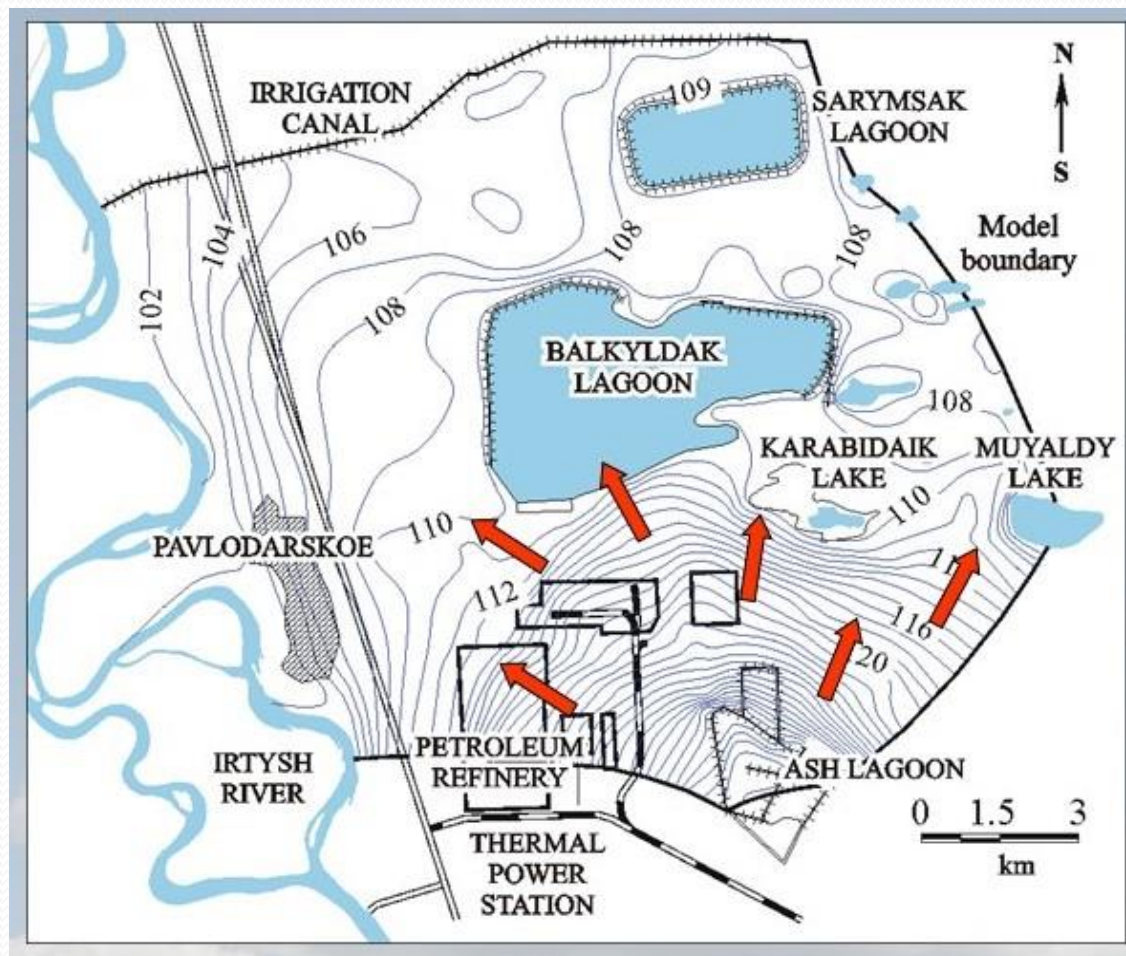 109
IRRIGATION
CANAL
SARYMSAK
LAGOON
N
S
Model
boundary
104
106
108
108
102
108
BALKYLDAK
LAGOON
108
KARABIDAIK
LAKE
MUYALDY
LAKE
110
110
PAVLODARSKOE
112
116
20
PETROLEUM
REFINERY
IRTYSH
RIVER
ASH LAGOON
THERMAL
POWER
STATION
0 1.5 3
km